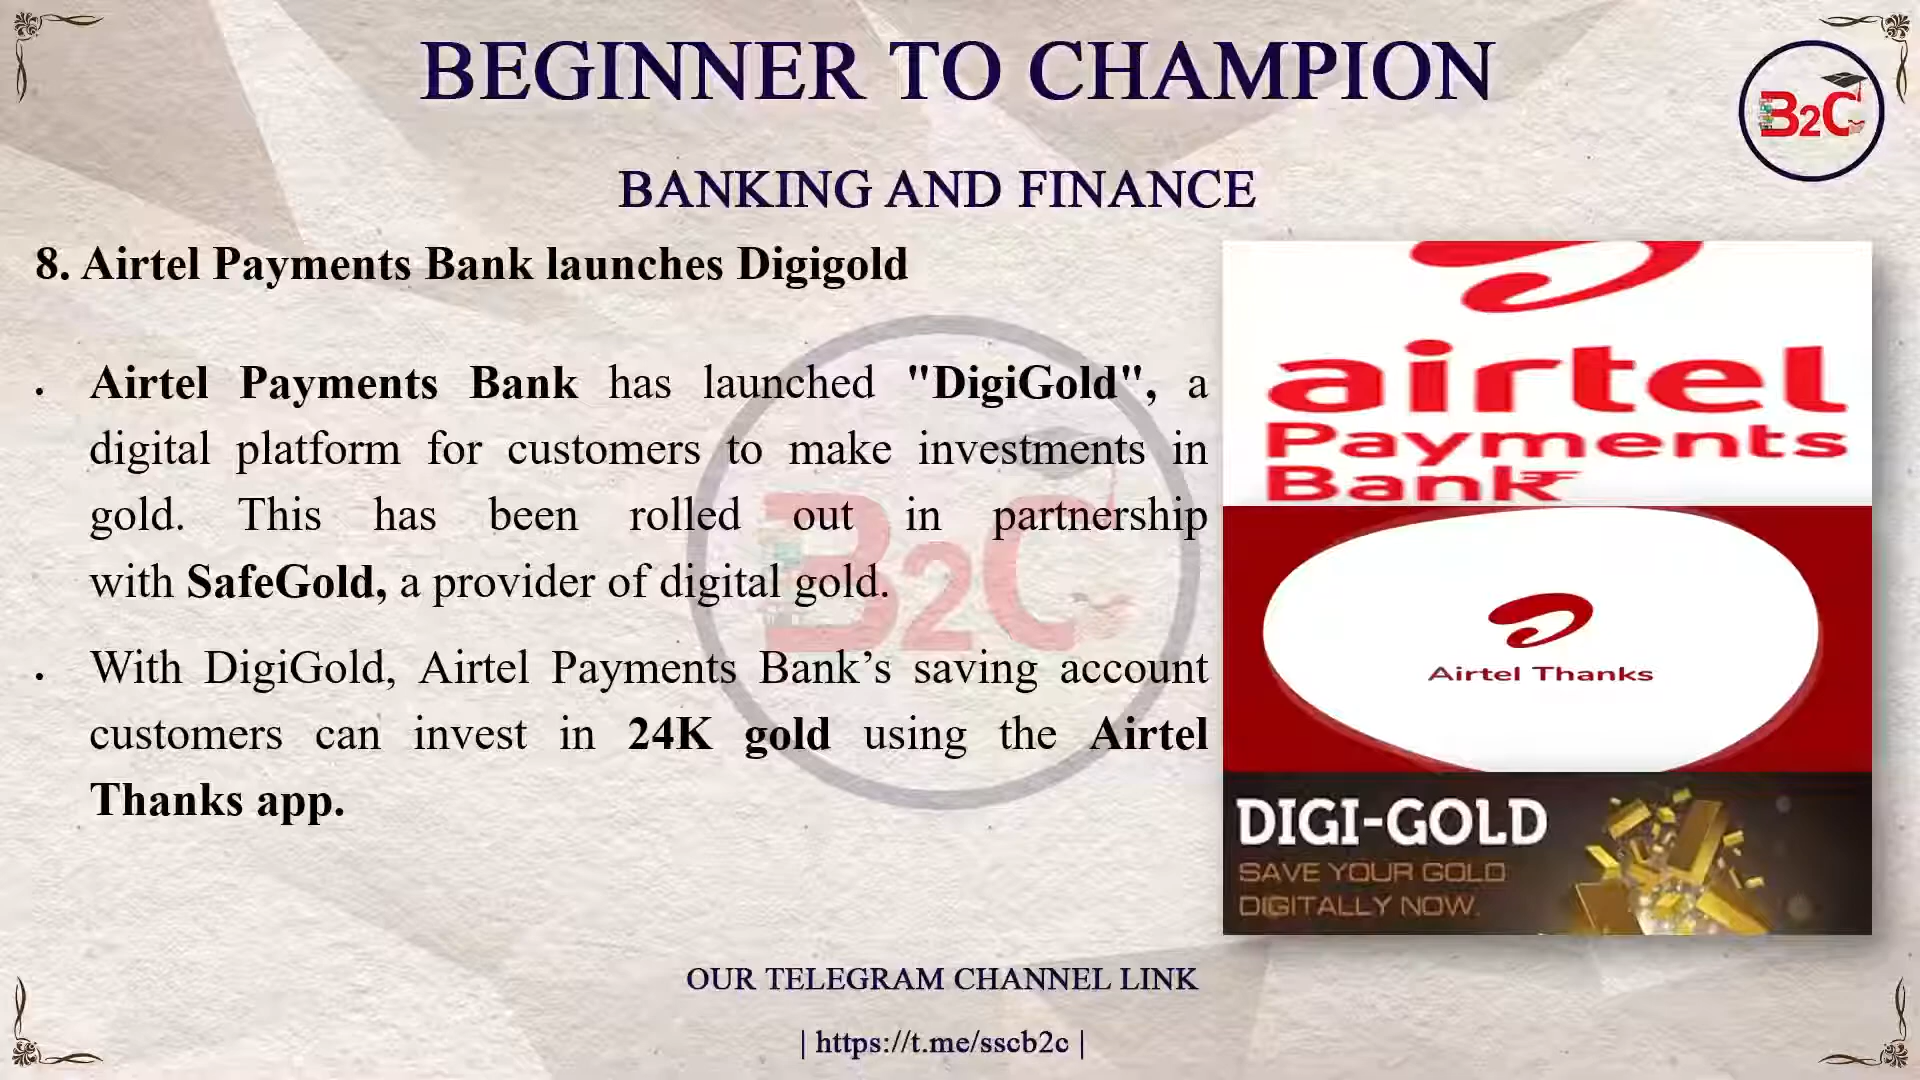 BEGINNER TO CHAMPION
B2C
BANKING AND FINANCE
8. Airtel Payments Bank launches Digigold
• Airtel Payments Bank has launched "DigiGold", a
digital platform for customers to make investments in
gold. This has been rolled out in partnership
with SafeGold, a provider of digital gold.
• With DigiGold, Airtel Payments Bank’s saving account
customers can invest in 24K gold using the Airtel
Thanks app.
B2C
airtel
Payments
Bank₹
Airtel Thanks
DIGI-GOLD
SAVE YOUR GOLD
DIGITALLY NOW.
OUR TELEGRAM CHANNEL LINK
| https://t.me/sscb2c |